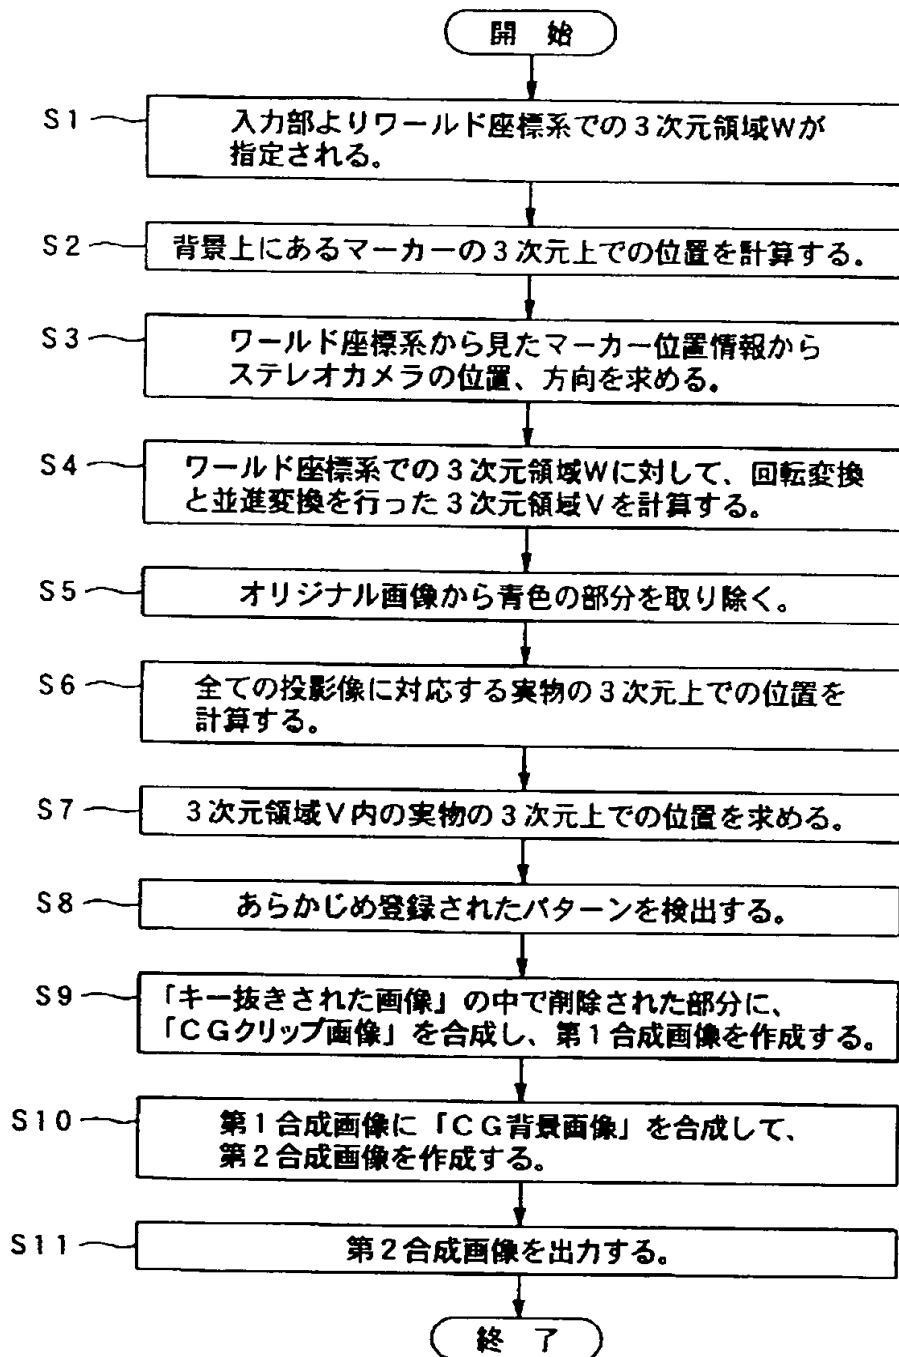 開 始
S1
入力部よりワールド座標系での3次元領域Wが
指定される。
S2
背景上にあるマーカーの3次元上での位置を計算する。
S3
ワールド座標系から見たマーカー位置情報から
ステレオカメラの位置、方向を求める。
S4
ワールド座標系での3次元領域Wに対して、回転変換
と並進変換を行った3次元領域Vを計算する。
S5
オリジナル画像から青色の部分を取り除く。
S6
全ての投影像に対応する実物の3次元上での位置を
計算する。
S7
3次元領域V内の実物の3次元上での位置を求める。
S8
あらかじめ登録されたパターンを検出する。
S9
「キー抜きされた画像」の中で削除された部分に、
「CGクリップ画像」を合成し、第1合成画像を作成する。
S10
第1合成画像に「CG背景画像」を合成して、
第2合成画像を作成する。
S11
第2合成画像を出力する。
終 了